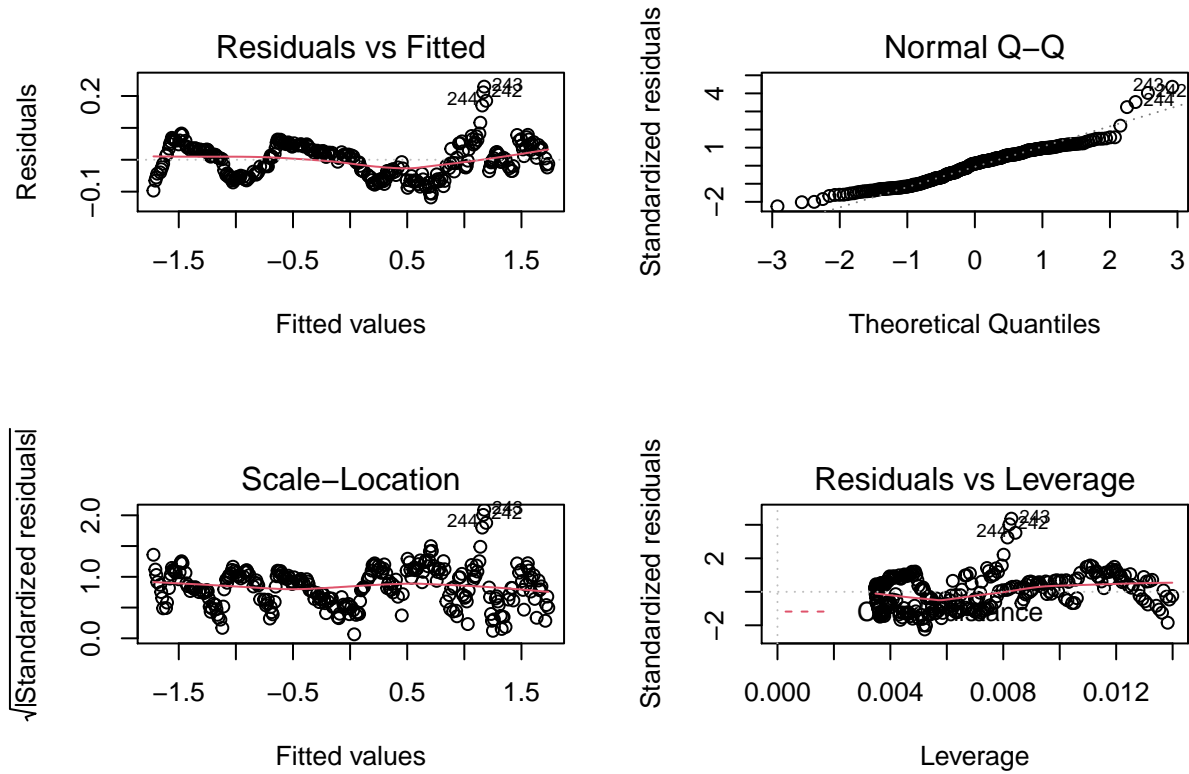 Residuals vs Fitted
Residuals
0.2
−0.1
243
242
244
−1.5 −0.5 0.5 1.5
Fitted values
Normal Q−Q
Standardized residuals
4
1
−2
243
242
244
−3 −2 −1 0 1 2 3
Theoretical Quantiles
Scale−Location
√|Standardized residuals|
2.0
1.0
0.0
243
242
244
−1.5 −0.5 0.5 1.5
Fitted values
Residuals vs Leverage
Standardized residuals
2
−2
243
242
244
0.000 0.004 0.008 0.012
Leverage